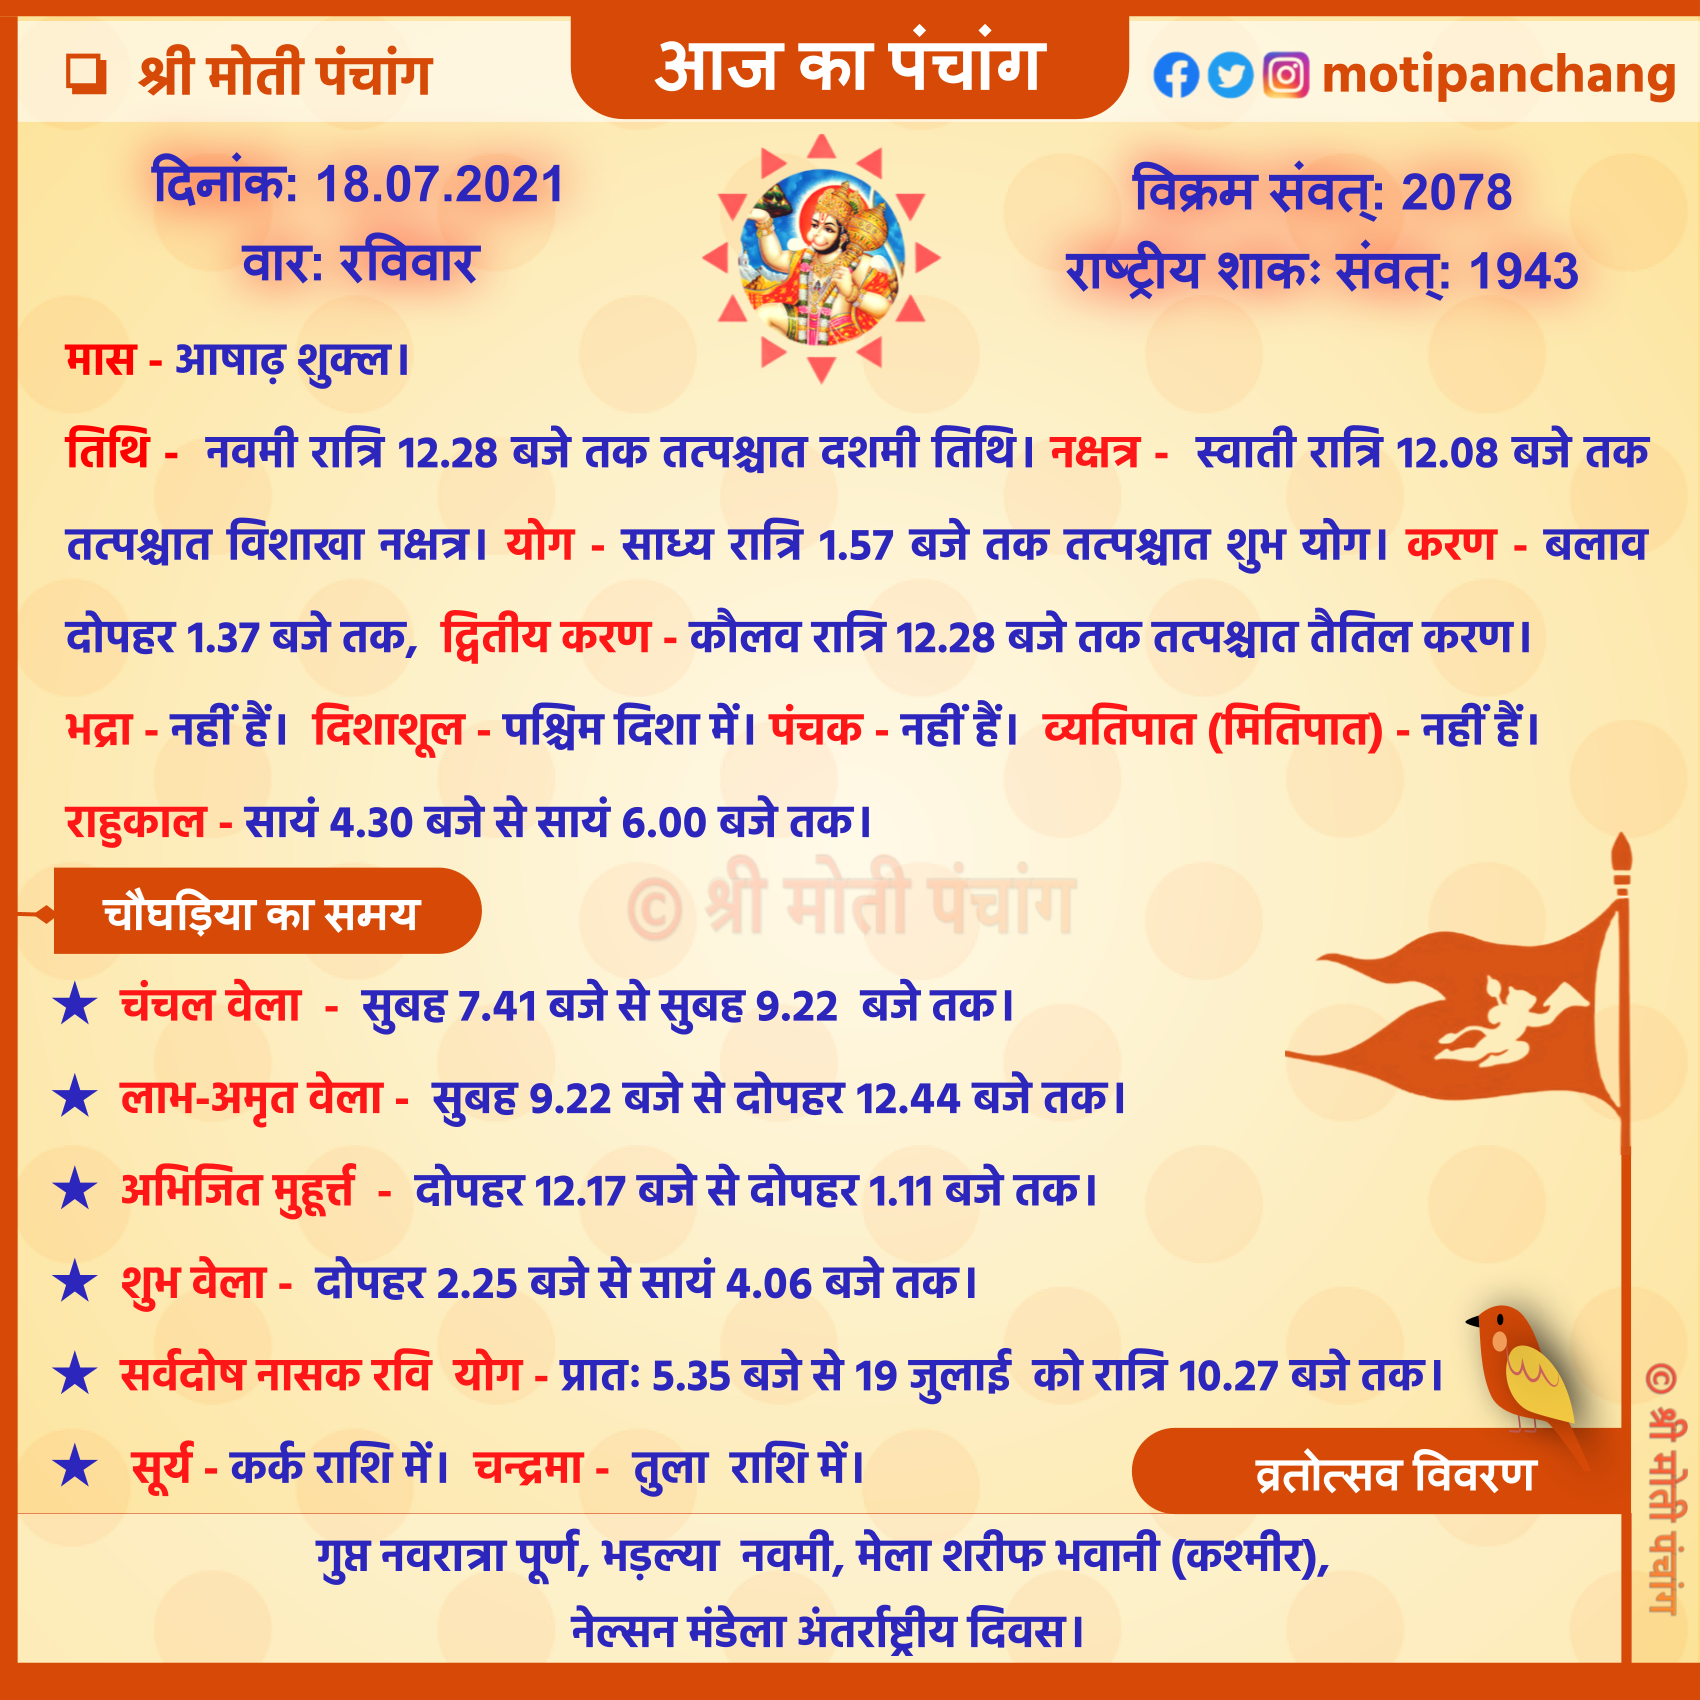 ❏ श्री मोती पंचांग
आज का पंचांग
motipanchang
दिनांक: 18.07.2021
वार: रविवार
विक्रम संवत्: 2078
राष्ट्रीय शाकः संवत्: 1943
मास - आषाढ़ शुक्ल।
तिथि - नवमी रात्रि 12.28 बजे तक तत्पश्चात दशमी तिथि। नक्षत्र - स्वाती रात्रि 12.08 बजे तक
तत्पश्चात विशाखा नक्षत्र। योग - साध्य रात्रि 1.57 बजे तक तत्पश्चात शुभ योग। करण - बलाव
दोपहर 1.37 बजे तक, द्वितीय करण - कौलव रात्रि 12.28 बजे तक तत्पश्चात तैतिल करण।
भद्रा - नहीं हैं। दिशाशूल - पश्चिम दिशा में। पंचक - नहीं हैं। व्यतिपात (मितिपात) - नहीं हैं।
राहुकाल - सायं 4.30 बजे से सायं 6.00 बजे तक।
© श्री मोती पंचांग
चौघड़िया का समय
★ चंचल वेला - सुबह 7.41 बजे से सुबह 9.22 बजे तक।
★ लाभ-अमृत वेला - सुबह 9.22 बजे से दोपहर 12.44 बजे तक।
★ अभिजित मुहूर्त्त - दोपहर 12.17 बजे से दोपहर 1.11 बजे तक।
★ शुभ वेला - दोपहर 2.25 बजे से सायं 4.06 बजे तक।
★ सर्वदोष नासक रवि योग - प्रातः 5.35 बजे से 19 जुलाई को रात्रि 10.27 बजे तक।
★ सूर्य - कर्क राशि में। चन्द्रमा - तुला राशि में।
व्रतोत्सव विवरण
गुप्त नवरात्रा पूर्ण, भड़ल्या नवमी, मेला शरीफ भवानी (कश्मीर),
नेल्सन मंडेला अंतर्राष्ट्रीय दिवस।
© श्री मोती पंचांग